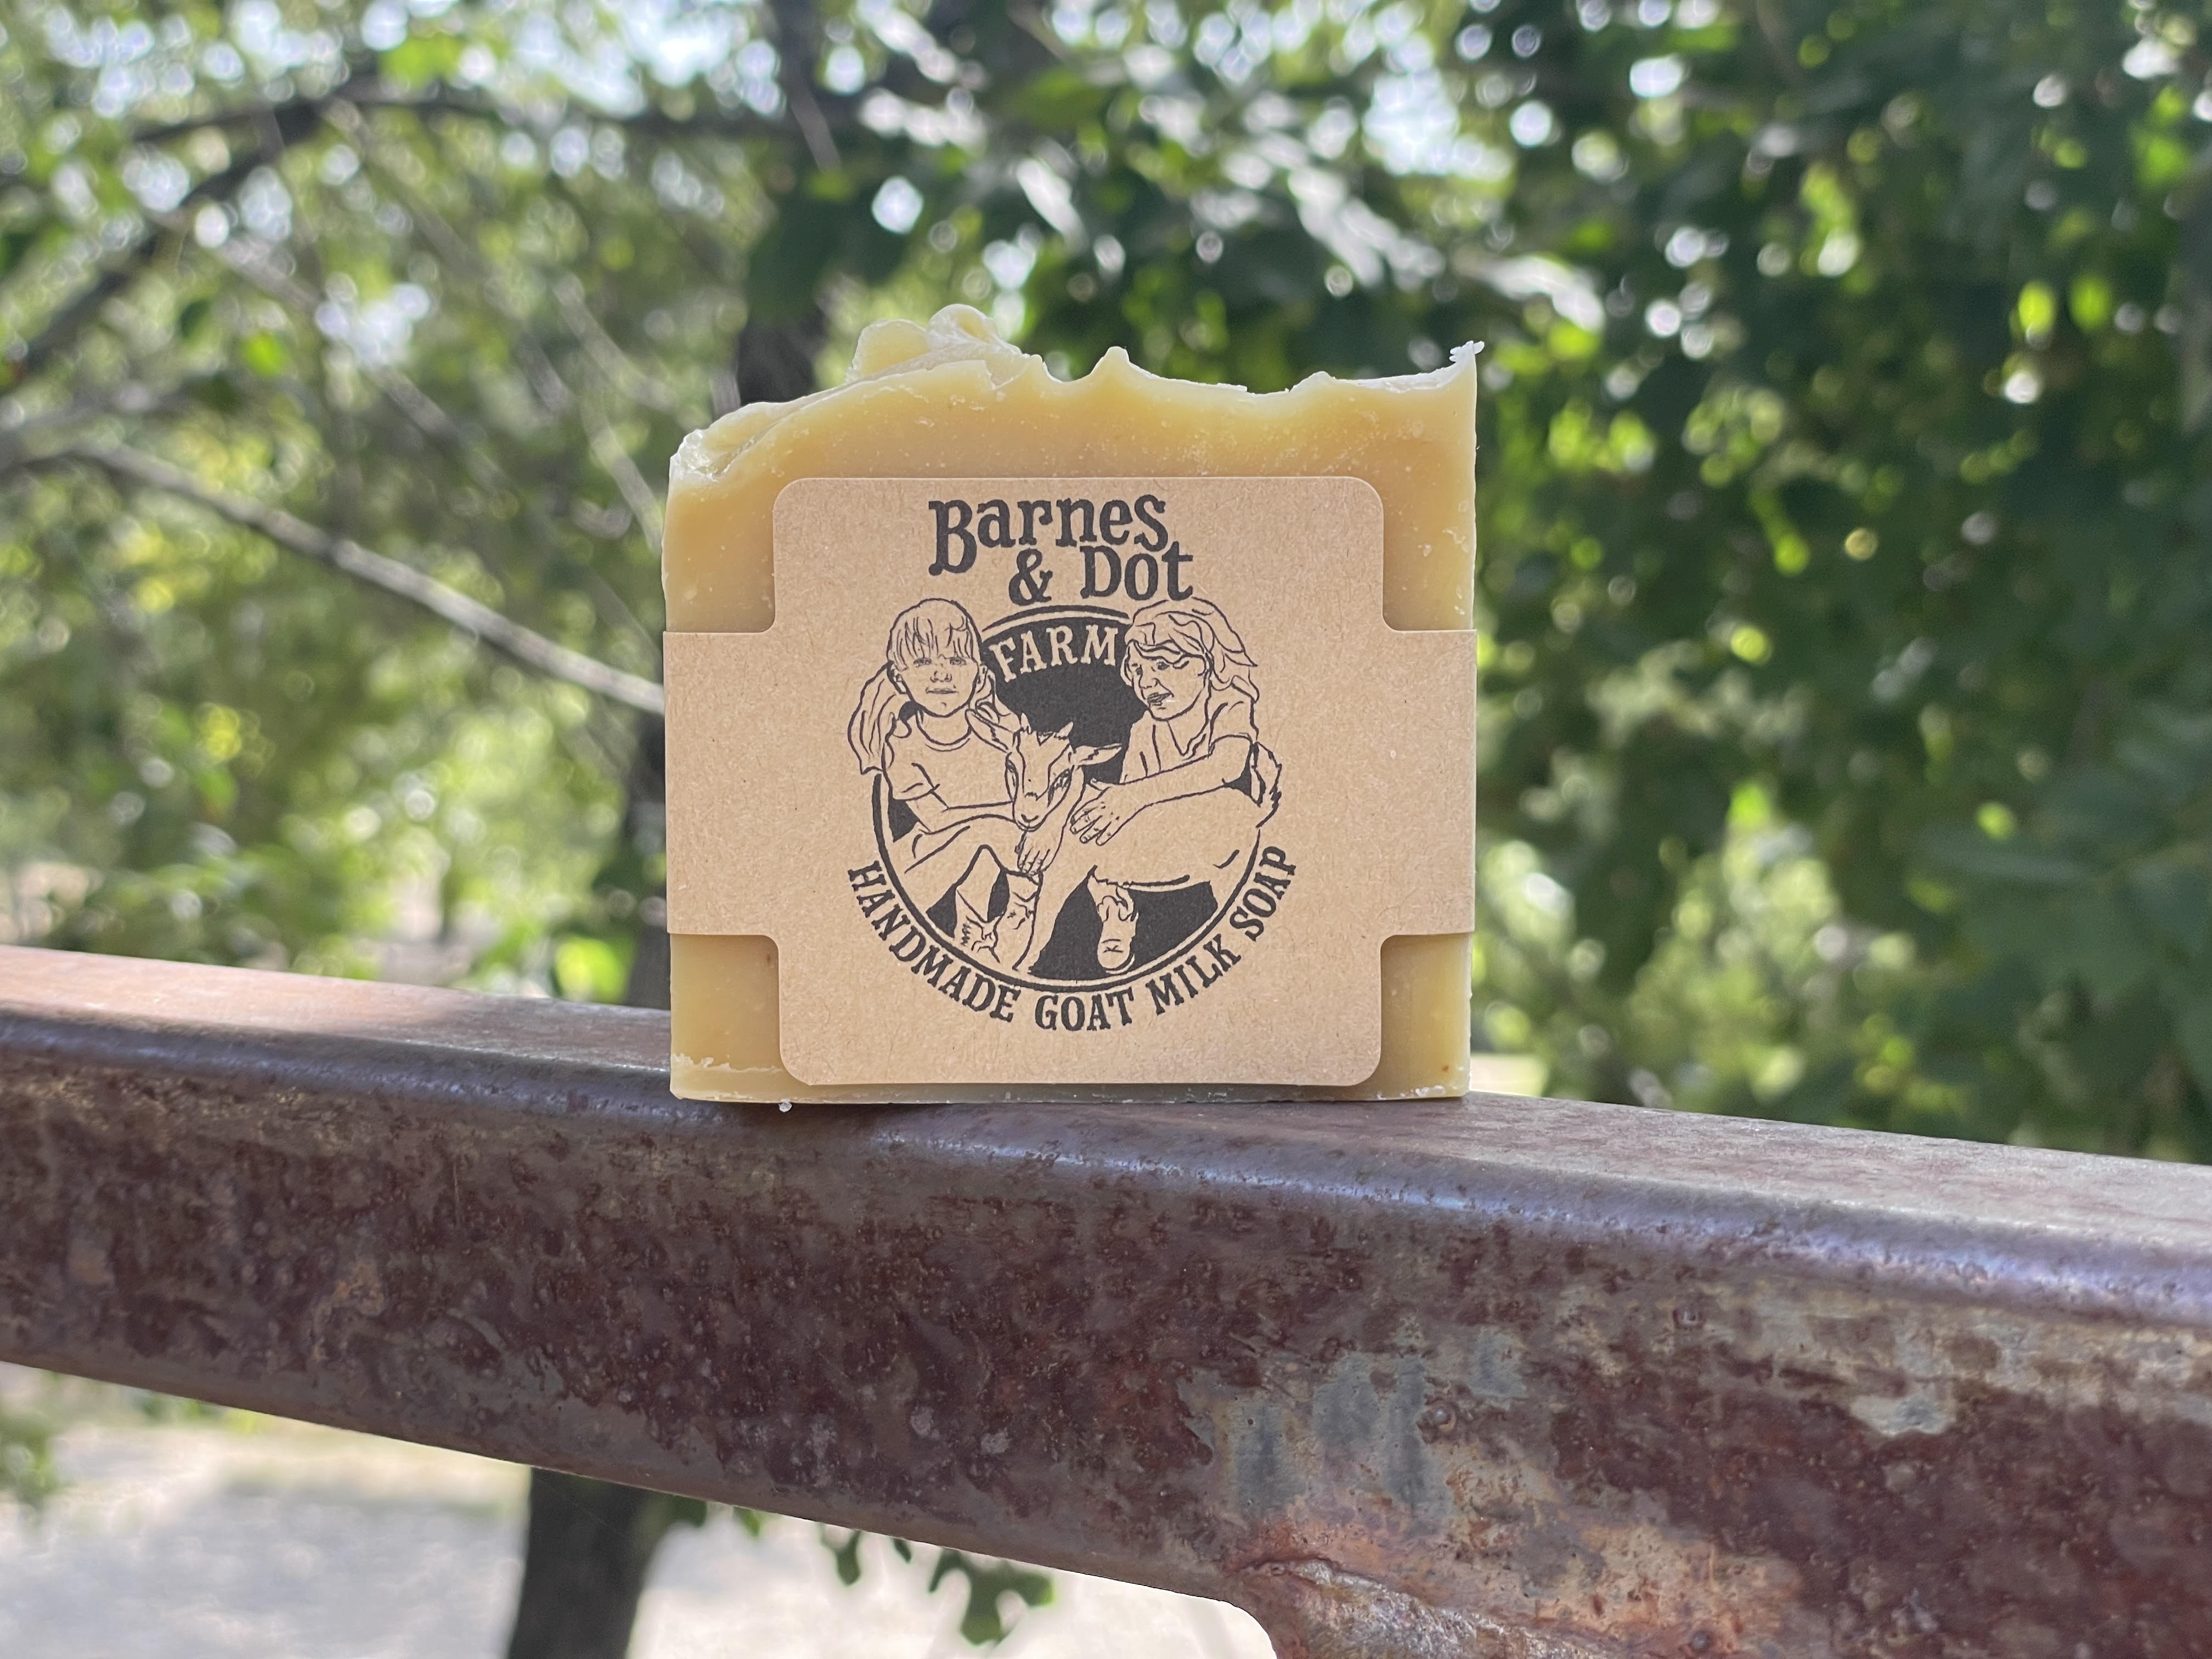 Barnes
& Dot
FARM
HANDMADE GOAT MILK SOAP